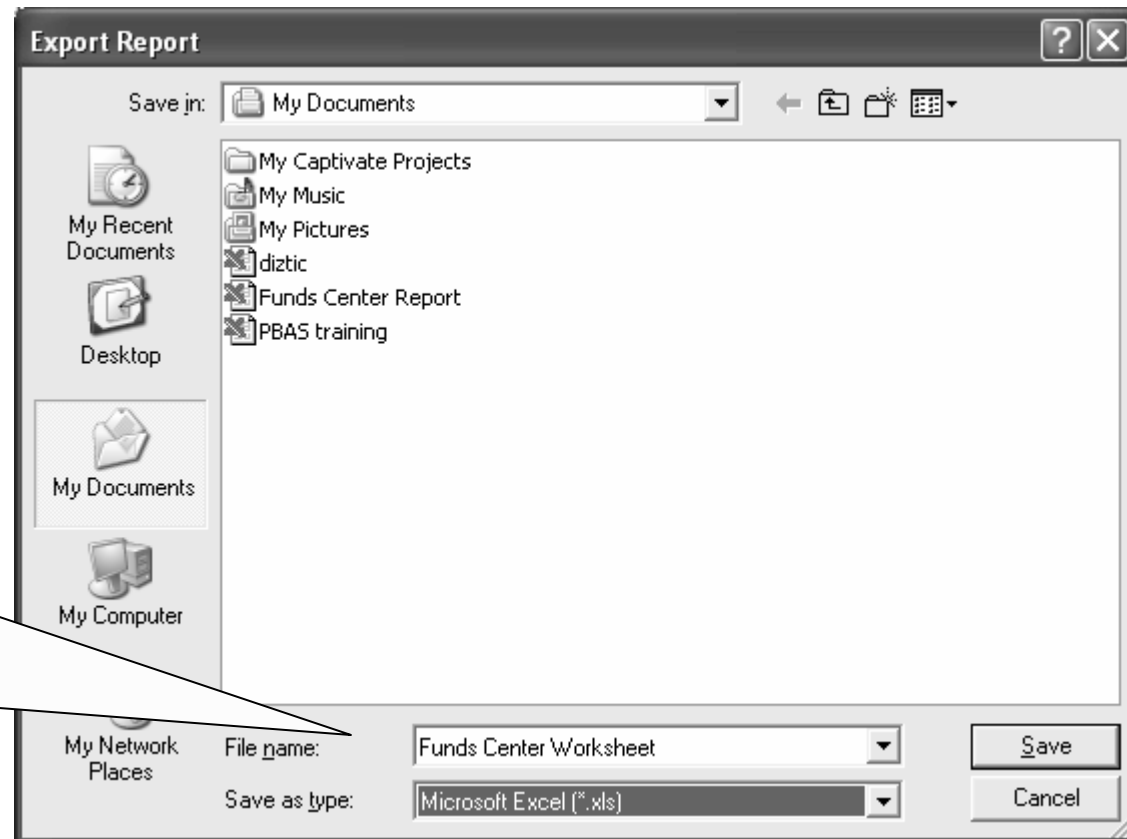 Export Report
Save in: My Documents
My Recent
Documents
Desktop
My Documents
My Computer
My Network
Places
My Captivate Projects
My Music
My Pictures
diztic
Funds Center Report
PBAS training
File name: Funds Center Worksheet
Save
Save as type: Microsoft Excel (*.xls)
Cancel